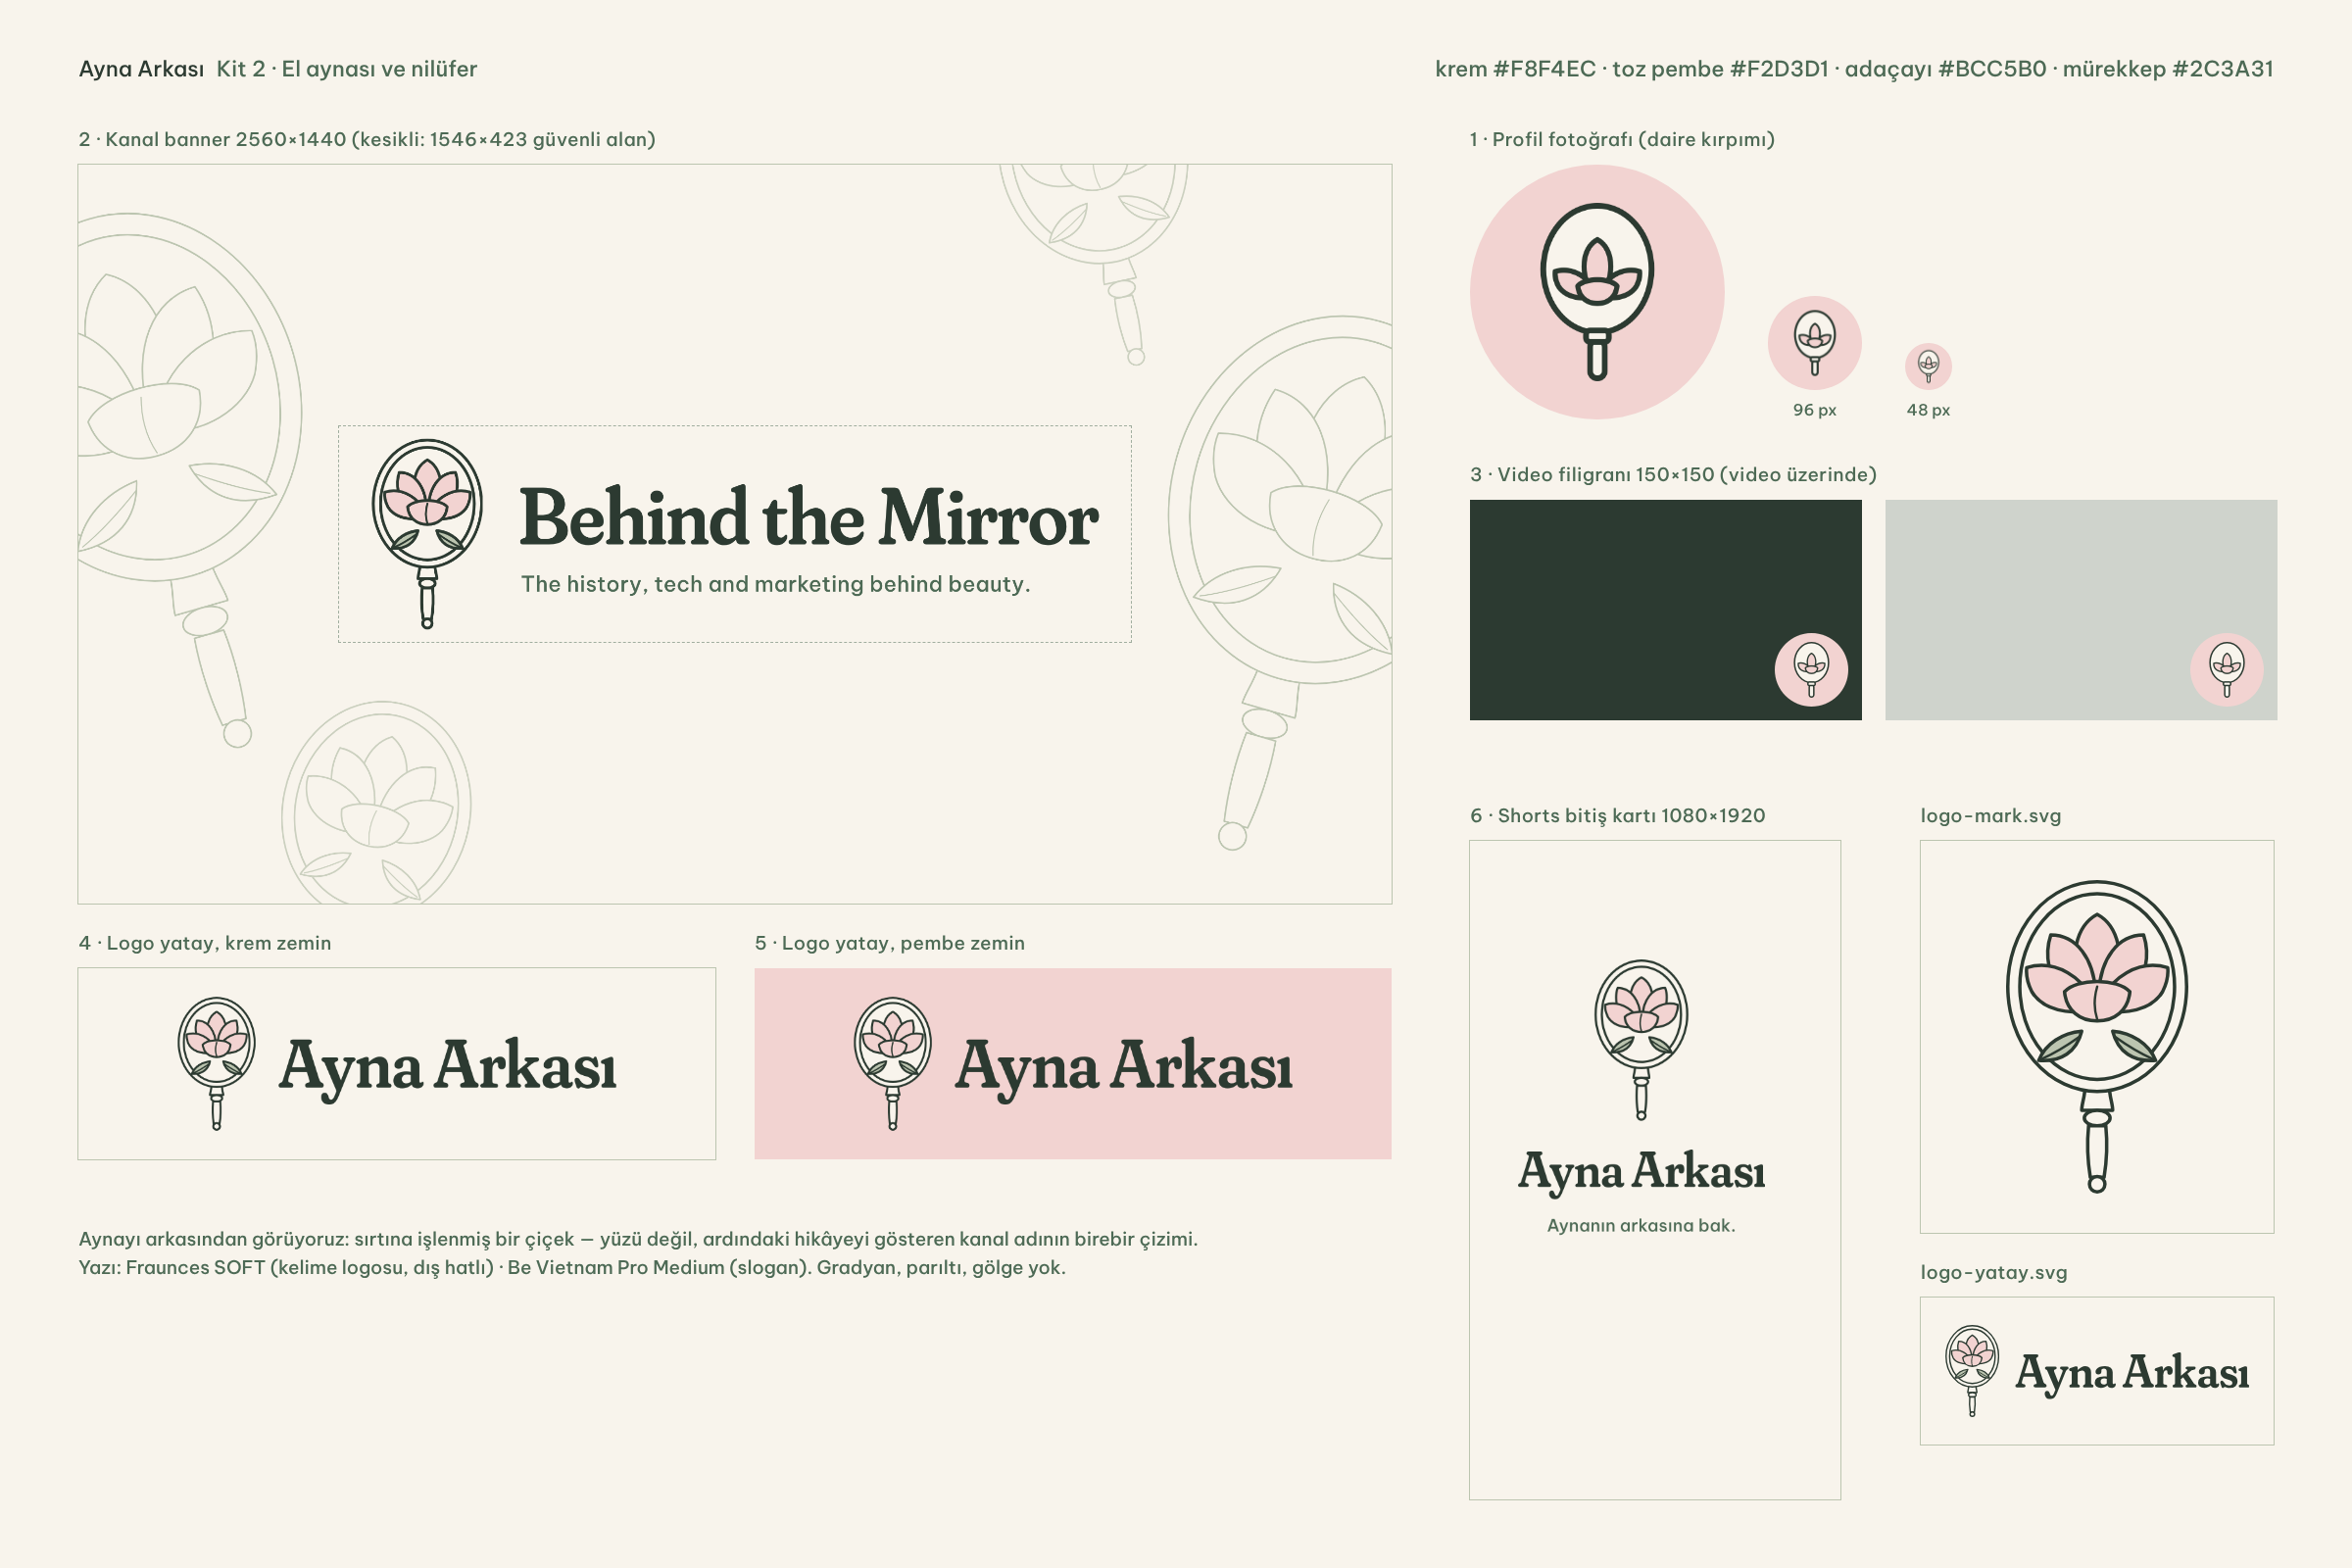 Ayna Arkası Kit 2 · El aynası ve nilüfer
krem #F8F4EC · toz pembe #F2D3D1 · adaçayı #BCC5B0 · mürekkep #2C3A31
2 · Kanal banner 2560×1440 (kesikli: 1546×423 güvenli alan)
Behind the Mirror
The history, tech and marketing behind beauty.
1 · Profil fotoğrafı (daire kırpımı)
96 px
48 px
3 · Video filigranı 150×150 (video üzerinde)
4 · Logo yatay, krem zemin
Ayna Arkası
5 · Logo yatay, pembe zemin
Ayna Arkası
Aynayı arkasından görüyoruz: sırtına işlenmiş bir çiçek — yüzü değil, ardındaki hikâyeyi gösteren kanal adının birebir çizimi.
Yazı: Fraunces SOFT (kelime logosu, dış hatlı) · Be Vietnam Pro Medium (slogan). Gradyan, parıltı, gölge yok.
6 · Shorts bitiş kartı 1080×1920
Ayna Arkası
Aynanın arkasına bak.
logo-mark.svg
logo-yatay.svg
Ayna Arkası